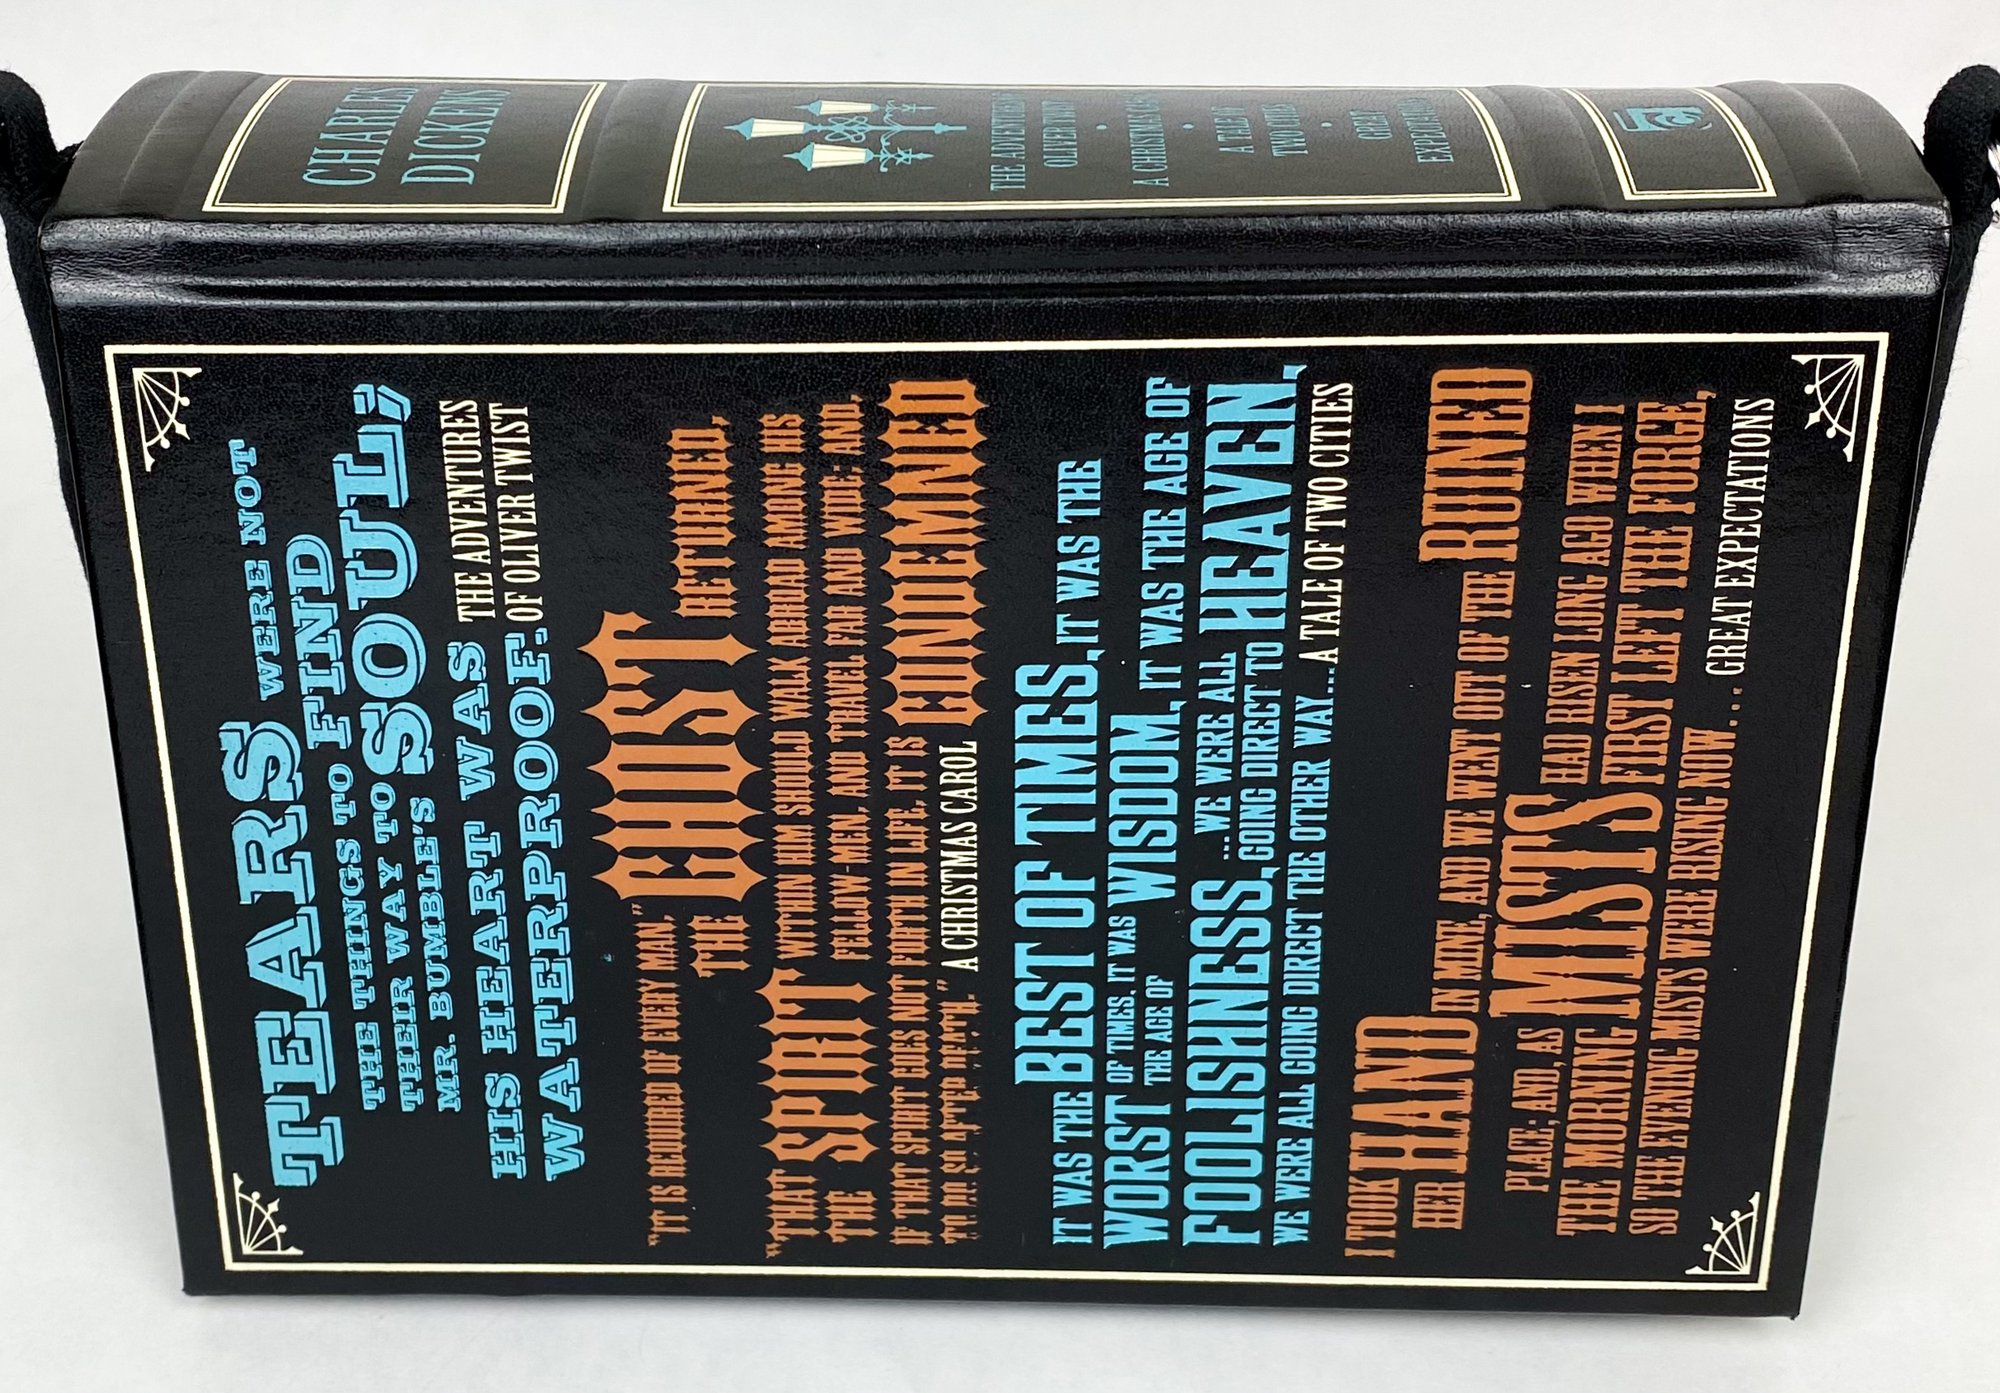 CHARLES
DICKENS
THE ADVENTURES OF
OLIVER TWIST
•
A CHRISTMAS CAROL
•
A TALE OF
TWO CITIES
•
GREAT
EXPECTATIONS
TEARS WERE NOT
THE THINGS TO FIND
THEIR WAY TO SOUL;
MR. BUMBLE'S
HIS HEART WAS
WATERPROOF.
THE ADVENTURES
OF OLIVER TWIST
"IT IS REQUIRED OF EVERY MAN,"
THE GHOST RETURNED,
"THAT THE SPIRIT WITHIN HIM SHOULD WALK ABROAD AMONG HIS
FELLOW-MEN, AND TRAVEL FAR AND WIDE; AND,
IF THAT SPIRIT GOES NOT FORTH IN LIFE, IT IS CONDEMNED
TO DO SO AFTER DEATH." A CHRISTMAS CAROL
IT WAS THE BEST OF TIMES, IT WAS THE
WORST OF TIMES, IT WAS THE AGE OF WISDOM, IT WAS THE AGE OF
FOOLISHNESS, ...WE WERE ALL GOING DIRECT TO HEAVEN,
WE WERE ALL GOING DIRECT THE OTHER WAY.... A TALE OF TWO CITIES
I TOOK
HER HAND IN MINE, AND WE WENT OUT OF THE RUINED
PLACE; AND, AS
THE MORNING MISTS HAD RISEN LONG AGO WHEN I
FIRST LEFT THE FORGE,
SO THE EVENING MISTS WERE RISING NOW.... GREAT EXPECTATIONS